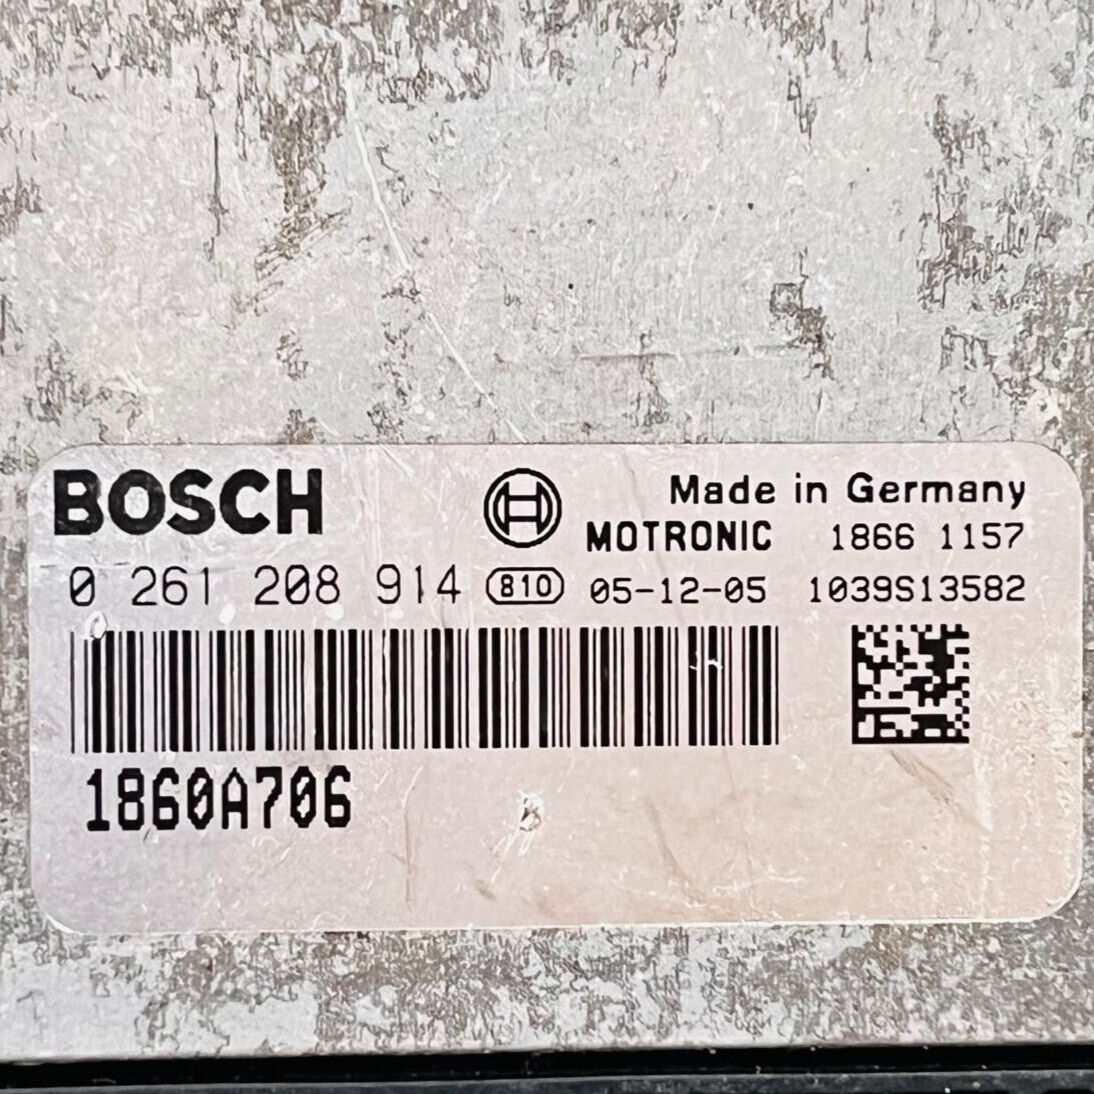 BOSCH
Made in Germany
MOTRONIC 1866 1157
0 261 208 914 810 05-12-05 1039S13582
1860A706